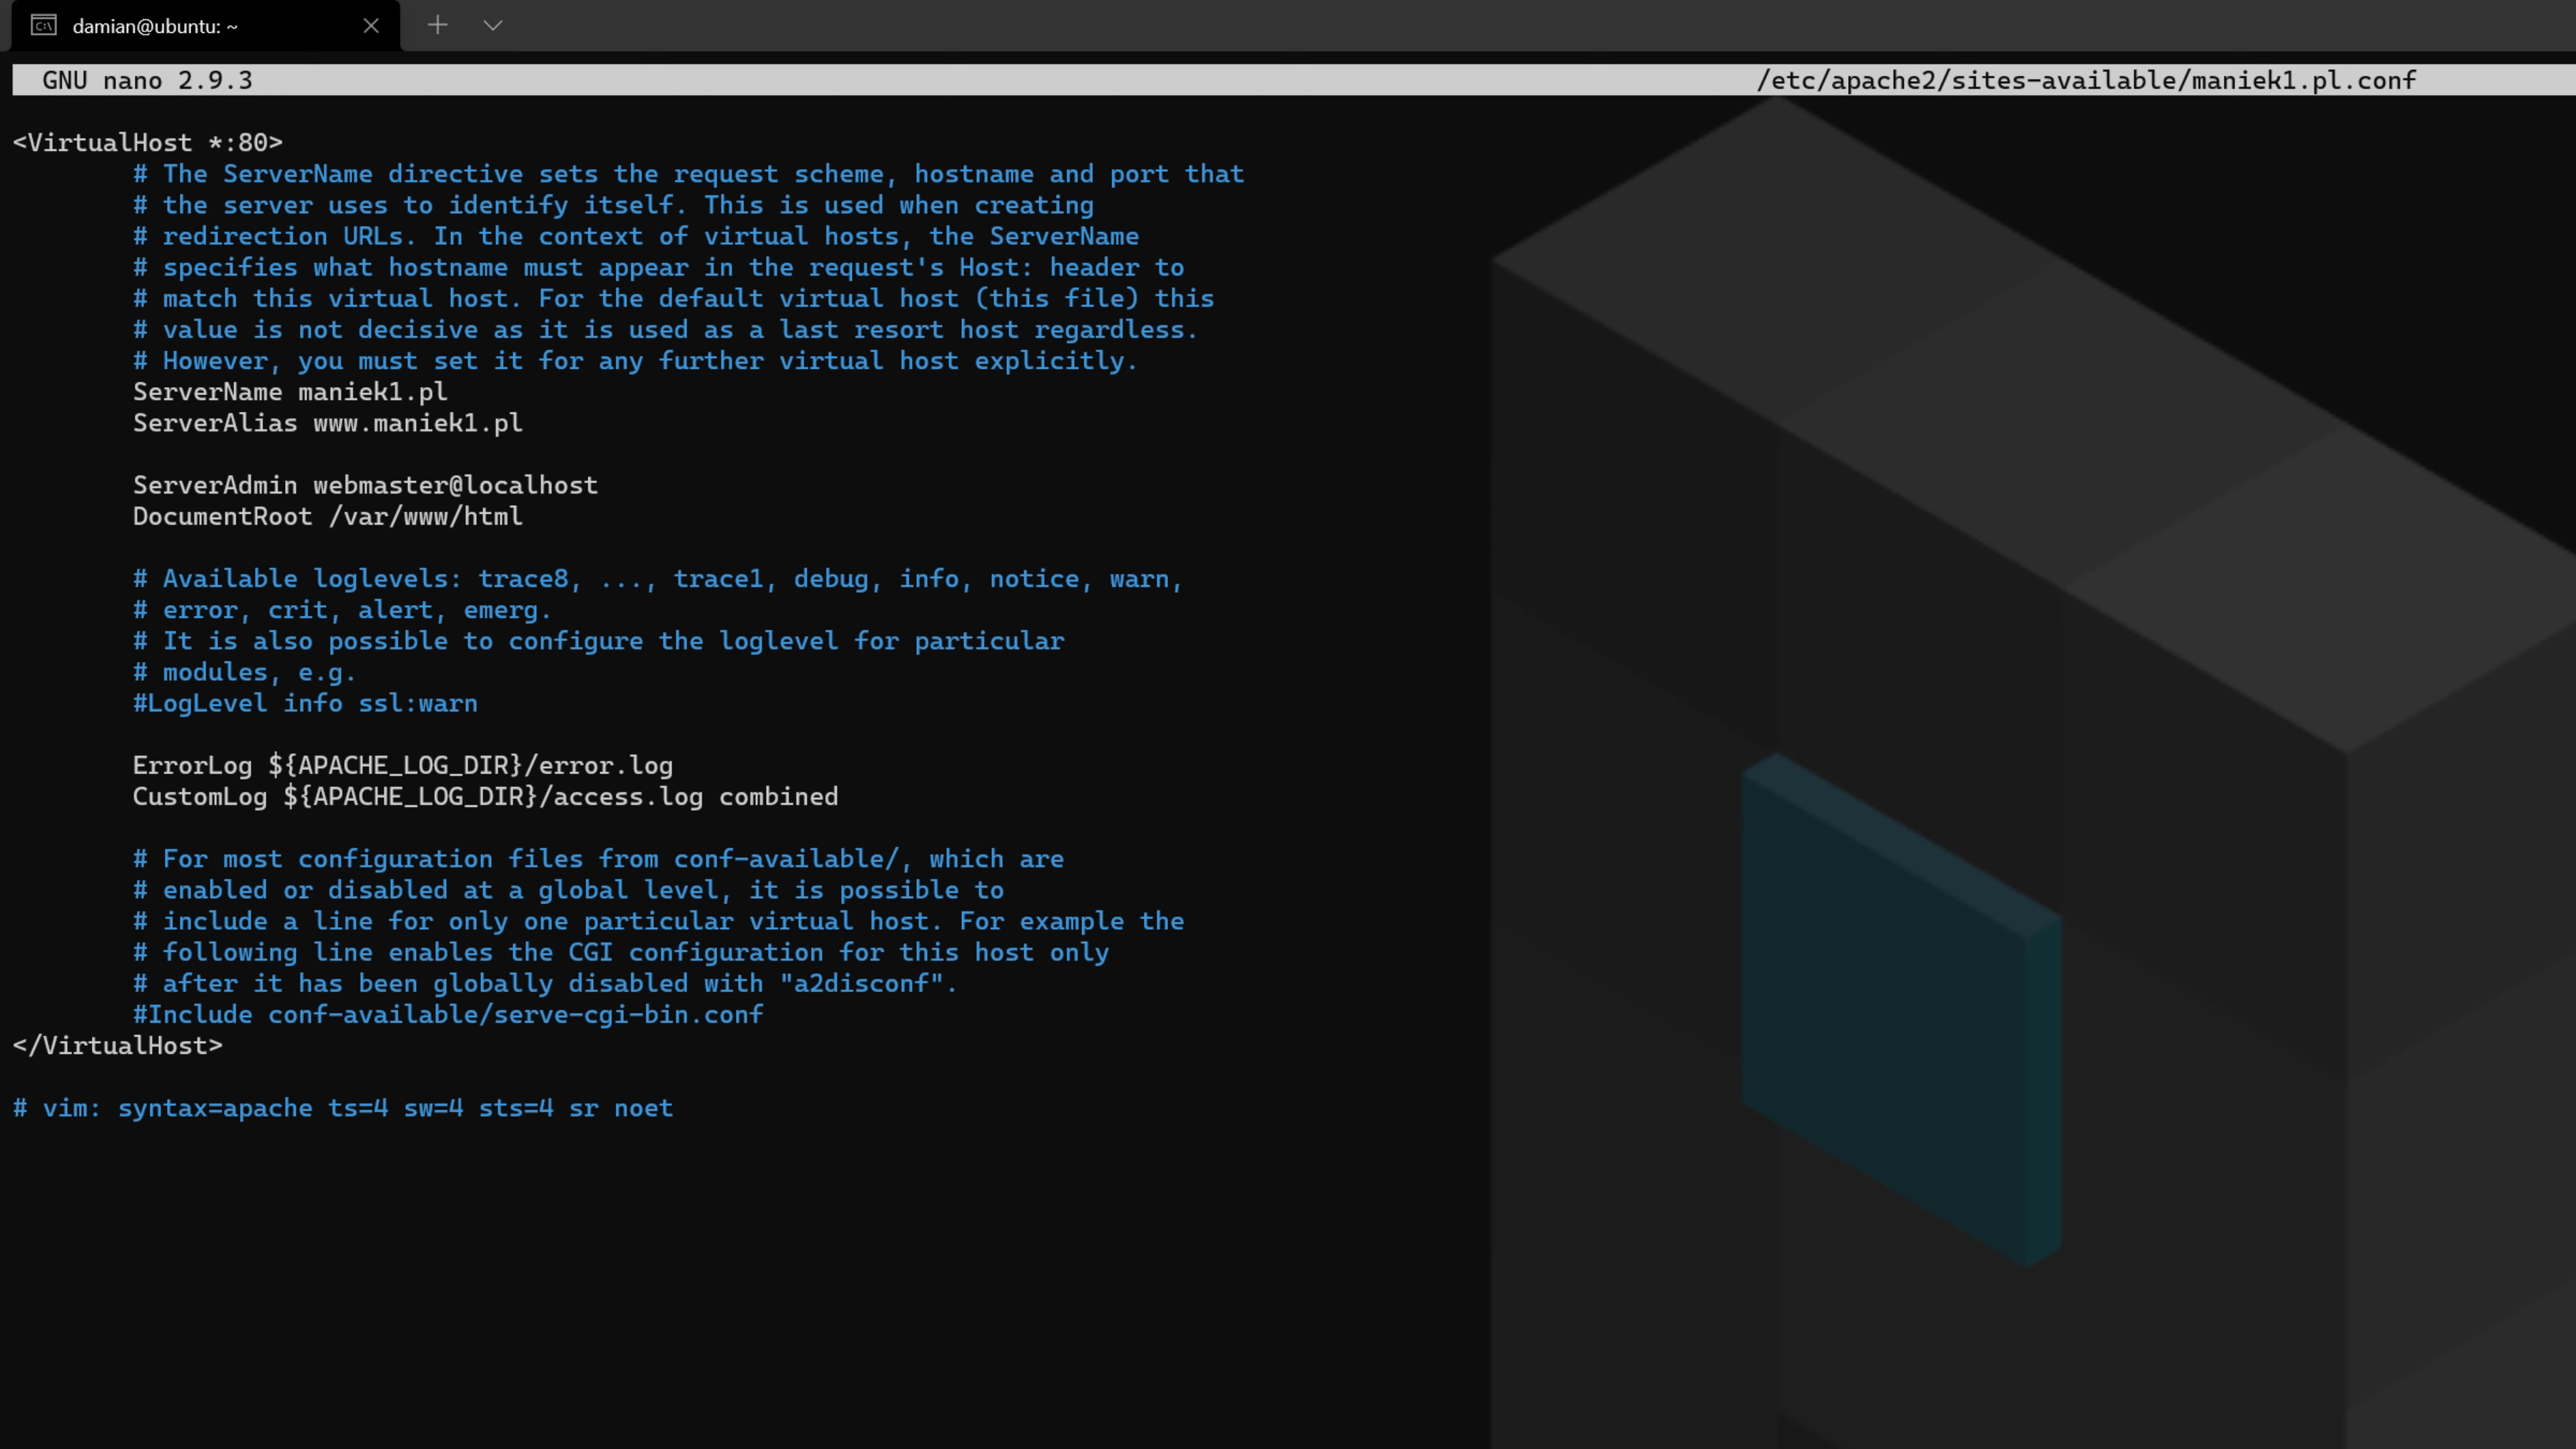 damian@ubuntu: ~
GNU nano 2.9.3 /etc/apache2/sites-available/maniek1.pl.conf
<VirtualHost *:80>
# The ServerName directive sets the request scheme, hostname and port that
# the server uses to identify itself. This is used when creating
# redirection URLs. In the context of virtual hosts, the ServerName
# specifies what hostname must appear in the request's Host: header to
# match this virtual host. For the default virtual host (this file) this
# value is not decisive as it is used as a last resort host regardless.
# However, you must set it for any further virtual host explicitly.
ServerName maniek1.pl
ServerAlias www.maniek1.pl
ServerAdmin webmaster@localhost
DocumentRoot /var/www/html
# Available loglevels: trace8, ..., trace1, debug, info, notice, warn,
# error, crit, alert, emerg.
# It is also possible to configure the loglevel for particular
# modules, e.g.
#LogLevel info ssl:warn
ErrorLog ${APACHE_LOG_DIR}/error.log
CustomLog ${APACHE_LOG_DIR}/access.log combined
# For most configuration files from conf-available/, which are
# enabled or disabled at a global level, it is possible to
# include a line for only one particular virtual host. For example the
# following line enables the CGI configuration for this host only
# after it has been globally disabled with "a2disconf".
#Include conf-available/serve-cgi-bin.conf
</VirtualHost>
# vim: syntax=apache ts=4 sw=4 sts=4 sr noet